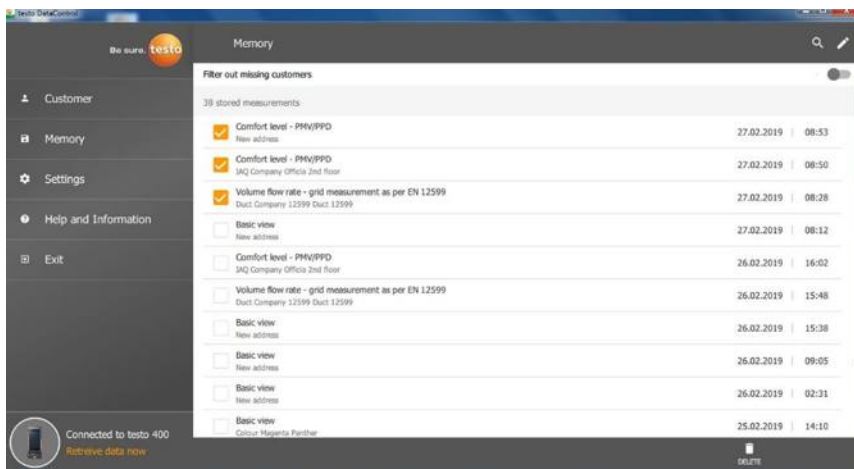 testo DataControl
Be sure. testo
Memory
Filter out missing customers
Customer
38 stored measurements
Memory
Settings
Help and Information
Exit
Comfort level - PMV/PPD
New address
27.02.2019 | 08:53
Comfort level - PMV/PPD
IAQ Company Officia 2nd floor
27.02.2019 | 08:50
Volume flow rate - grid measurement as per EN 12599
Duct Company 12599 Duct 12599
27.02.2019 | 08:28
Basic view
New address
27.02.2019 | 08:12
Comfort level - PMV/PPD
IAQ Company Officia 2nd floor
26.02.2019 | 16:02
Volume flow rate - grid measurement as per EN 12599
Duct Company 12599 Duct 12599
26.02.2019 | 15:48
Basic view
New address
26.02.2019 | 15:38
Basic view
New address
26.02.2019 | 09:05
Basic view
New address
26.02.2019 | 02:31
Basic view
Colour Magenta Panther
25.02.2019 | 14:10
Connected to testo 400
Retrieve data now
DELETE